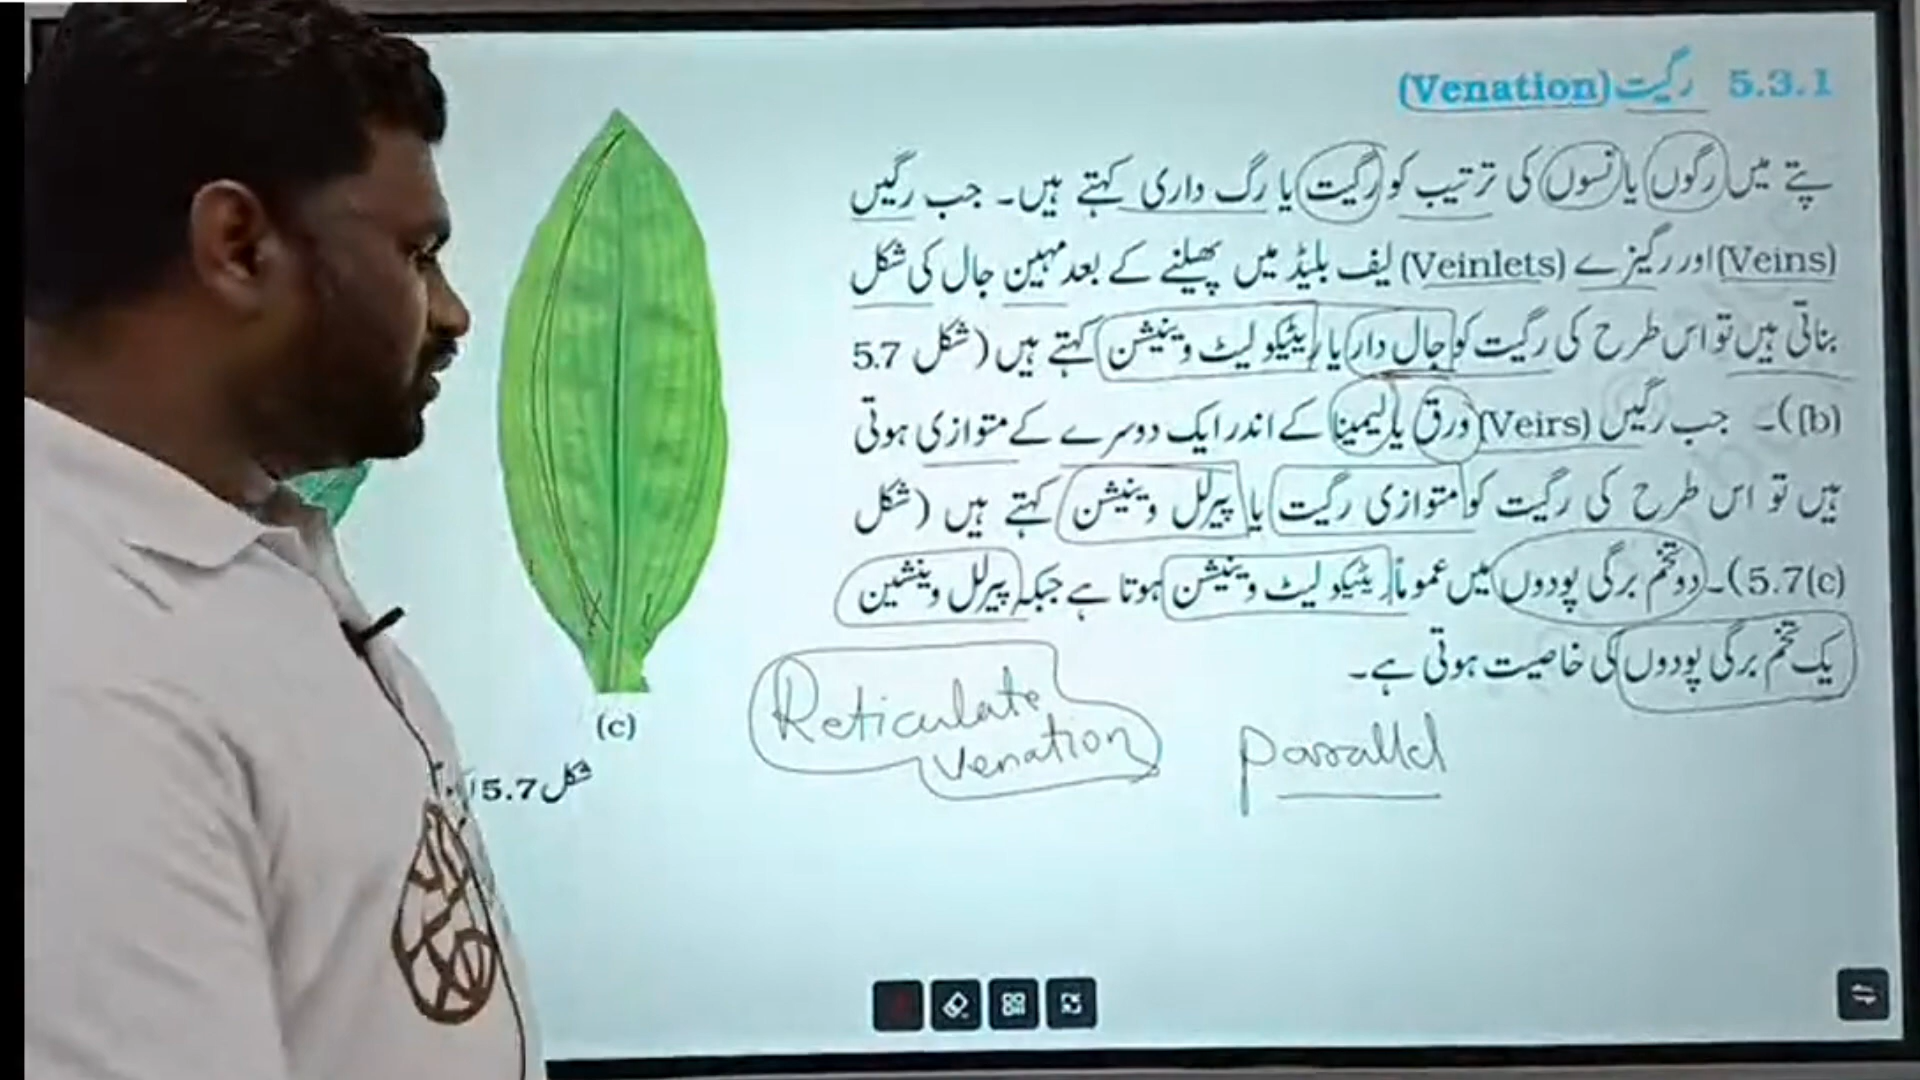 5.3.1 رگیت (Venation)
پتے میں رگوں یا نسوں کی ترتیب کو رگیت یا رگ داری کہتے ہیں۔ جب رگیں
(Veins) اور رگیزے (Veinlets) لیف بلیڈ میں پھیلنے کے بعد مہین جال کی شکل
بناتی ہیں تو اس طرح کی رگیت کو جال دار یا ریٹیکولیٹ وینیشن کہتے ہیں (شکل 5.7
(b))۔ جب رگیں (Veirs) ورق یا لیمینا کے اندر ایک دوسرے کے متوازی ہوتی
ہیں تو اس طرح کی رگیت کو متوازی رگیت یا پیرلل وینیشن کہتے ہیں (شکل
5.7(c))۔ دو تخم برگی پودوں میں عموماً ریٹیکولیٹ وینیشن ہوتا ہے جبکہ پیرلل وینشین
یک تخم برگی پودوں کی خاصیت ہوتی ہے۔
Reticulate
venation
parallel
(c)
شکل 5.7